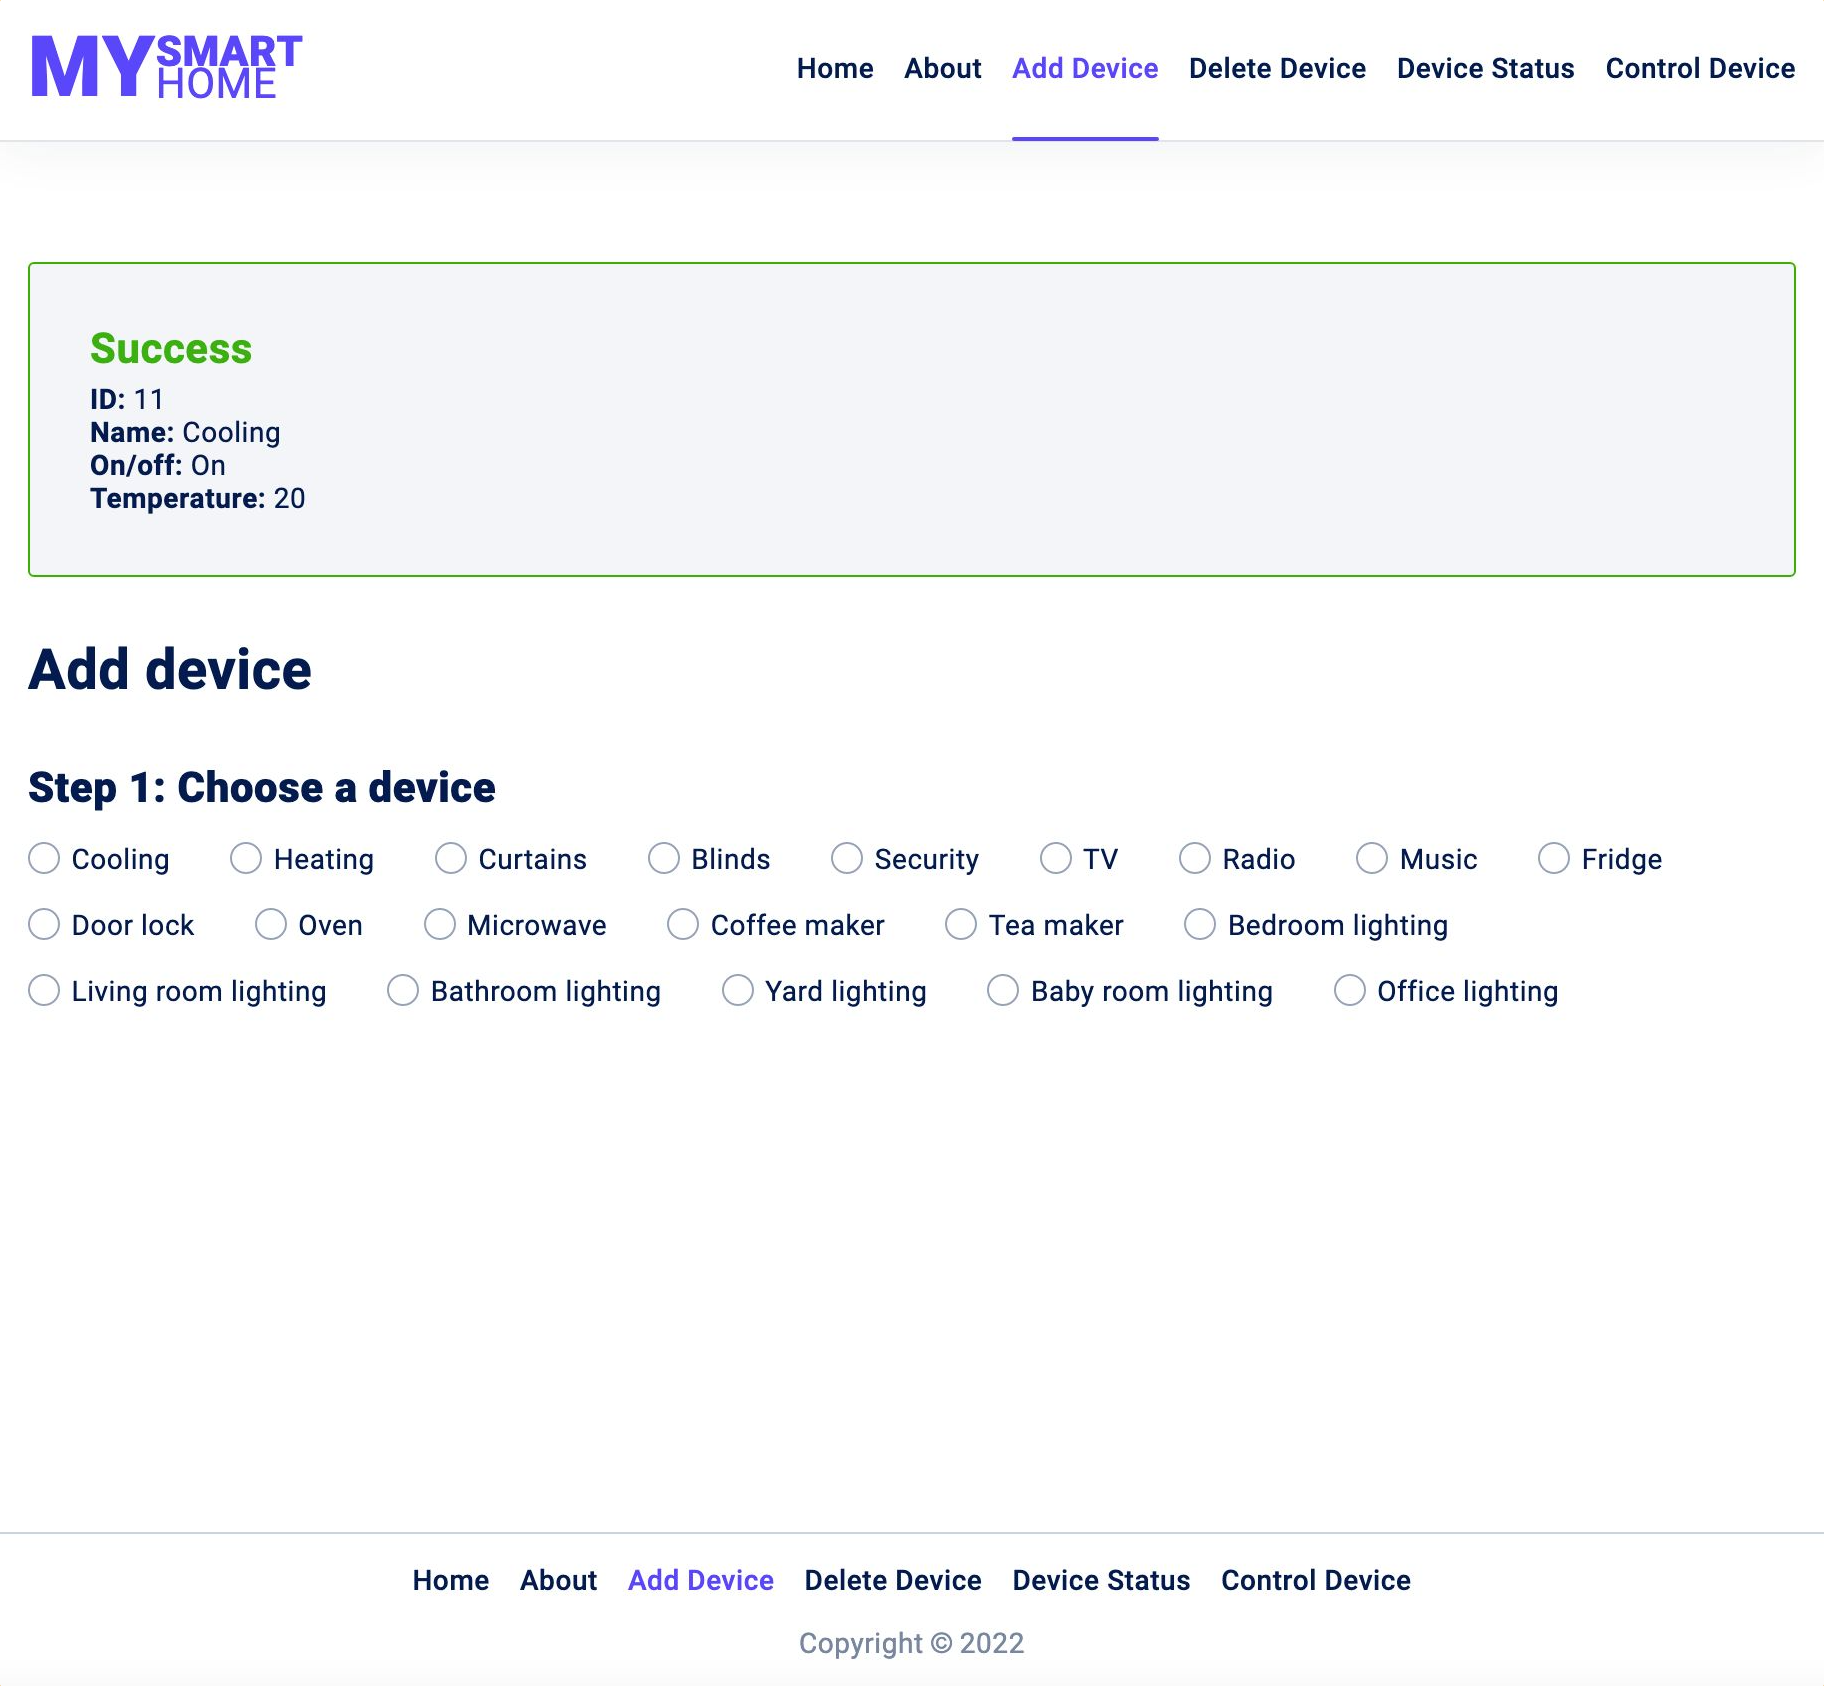 MY SMART HOME
Home About Add Device Delete Device Device Status Control Device
Success
ID: 11
Name: Cooling
On/off: On
Temperature: 20
Add device
Step 1: Choose a device
Cooling Heating Curtains Blinds Security TV Radio Music Fridge
Door lock Oven Microwave Coffee maker Tea maker Bedroom lighting
Living room lighting Bathroom lighting Yard lighting Baby room lighting Office lighting
Home About Add Device Delete Device Device Status Control Device
Copyright © 2022